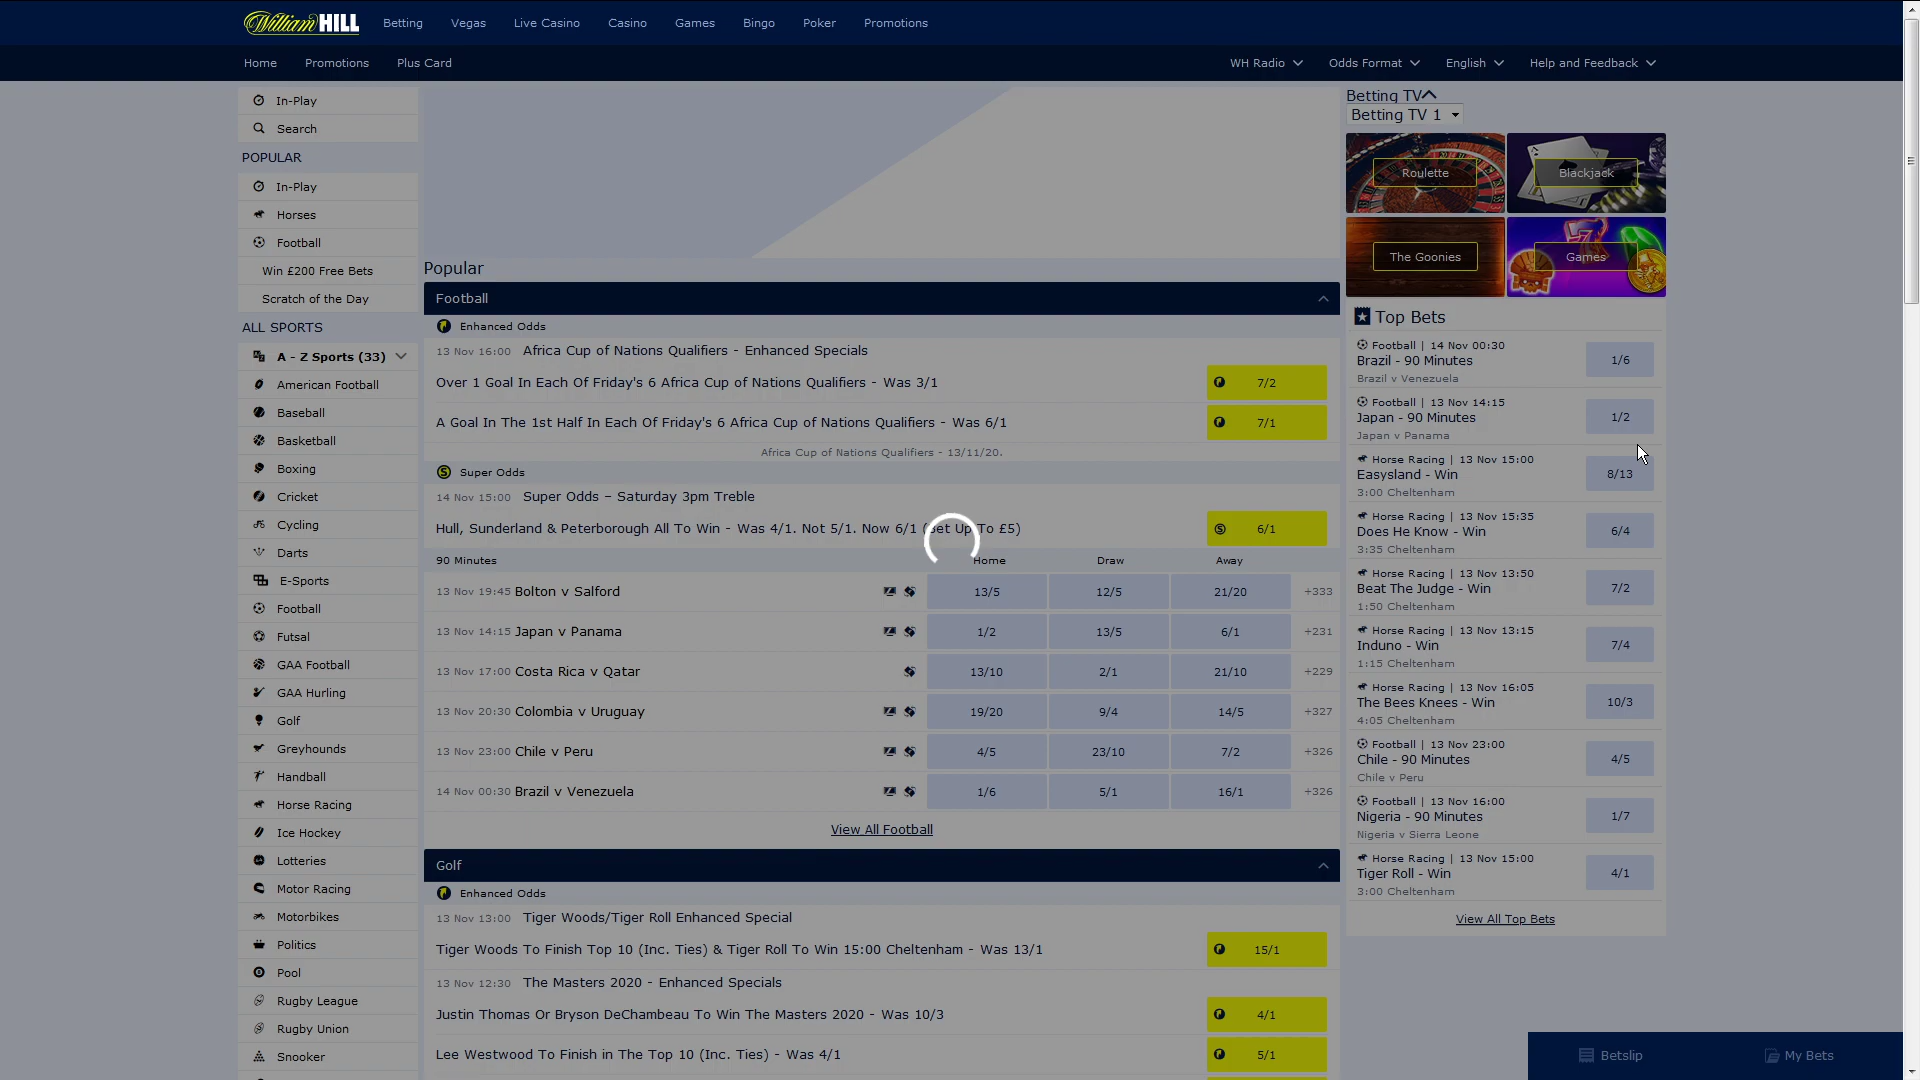 William HILL
Betting
Vegas
Live Casino
Casino
Games
Bingo
Poker
Promotions
Home
Promotions
Plus Card
WH Radio
Odds Format
English
Help and Feedback
In-Play
Search
POPULAR
In-Play
Horses
Football
Win £200 Free Bets
Scratch of the Day
ALL SPORTS
A - Z Sports (33)
American Football
Baseball
Basketball
Boxing
Cricket
Cycling
Darts
E-Sports
Football
Futsal
GAA Football
GAA Hurling
Golf
Greyhounds
Handball
Horse Racing
Ice Hockey
Lotteries
Motor Racing
Motorbikes
Politics
Pool
Rugby League
Rugby Union
Snooker
Popular
Football
Enhanced Odds
13 Nov 16:00 Africa Cup of Nations Qualifiers - Enhanced Specials
Over 1 Goal In Each Of Friday's 6 Africa Cup of Nations Qualifiers - Was 3/1 7/2
A Goal In The 1st Half In Each Of Friday's 6 Africa Cup of Nations Qualifiers - Was 6/1 7/1
Africa Cup of Nations Qualifiers - 13/11/20.
Super Odds
14 Nov 15:00 Super Odds – Saturday 3pm Treble
Hull, Sunderland & Peterborough All To Win - Was 4/1. Not 5/1. Now 6/1 (Bet Up To £5) 6/1
90 Minutes Home Draw Away
13 Nov 19:45 Bolton v Salford 13/5 12/5 21/20 +333
13 Nov 14:15 Japan v Panama 1/2 13/5 6/1 +231
13 Nov 17:00 Costa Rica v Qatar 13/10 2/1 21/10 +229
13 Nov 20:30 Colombia v Uruguay 19/20 9/4 14/5 +327
13 Nov 23:00 Chile v Peru 4/5 23/10 7/2 +326
14 Nov 00:30 Brazil v Venezuela 1/6 5/1 16/1 +326
View All Football
Golf
Enhanced Odds
13 Nov 13:00 Tiger Woods/Tiger Roll Enhanced Special
Tiger Woods To Finish Top 10 (Inc. Ties) & Tiger Roll To Win 15:00 Cheltenham - Was 13/1 15/1
13 Nov 12:30 The Masters 2020 - Enhanced Specials
Justin Thomas Or Bryson DeChambeau To Win The Masters 2020 - Was 10/3 4/1
Lee Westwood To Finish in The Top 10 (Inc. Ties) - Was 4/1 5/1
Betting TV
Betting TV 1
Roulette
Blackjack
The Goonies
Games
Top Bets
Football | 14 Nov 00:30
Brazil - 90 Minutes 1/6
Brazil v Venezuela
Football | 13 Nov 14:15
Japan - 90 Minutes 1/2
Japan v Panama
Horse Racing | 13 Nov 15:00
Easysland - Win 8/13
3:00 Cheltenham
Horse Racing | 13 Nov 15:35
Does He Know - Win 6/4
3:35 Cheltenham
Horse Racing | 13 Nov 13:50
Beat The Judge - Win 7/2
1:50 Cheltenham
Horse Racing | 13 Nov 13:15
Induno - Win 7/4
1:15 Cheltenham
Horse Racing | 13 Nov 16:05
The Bees Knees - Win 10/3
4:05 Cheltenham
Football | 13 Nov 23:00
Chile - 90 Minutes 4/5
Chile v Peru
Football | 13 Nov 16:00
Nigeria - 90 Minutes 1/7
Nigeria v Sierra Leone
Horse Racing | 13 Nov 15:00
Tiger Roll - Win 4/1
3:00 Cheltenham
View All Top Bets
Betslip
My Bets